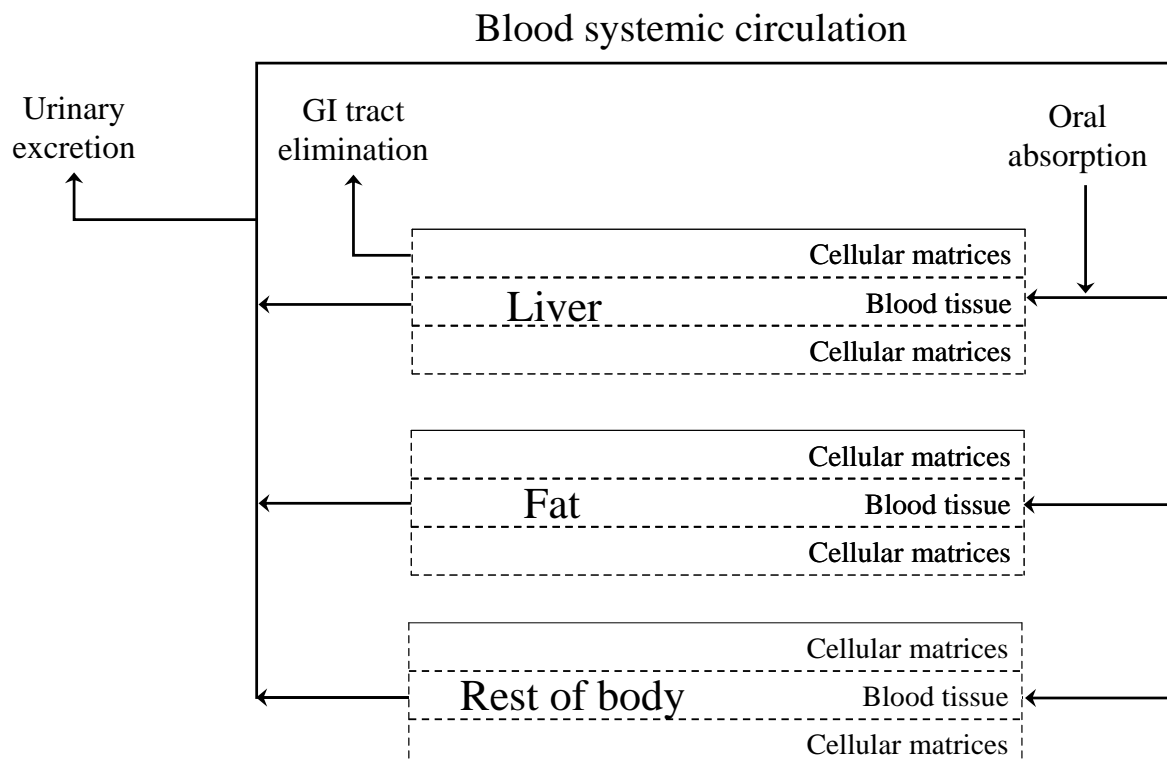 Blood systemic circulation
Urinary
excretion
GI tract
elimination
Oral
absorption
Cellular matrices
Liver
Blood tissue
Cellular matrices
Cellular matrices
Fat
Blood tissue
Cellular matrices
Cellular matrices
Rest of body
Blood tissue
Cellular matrices